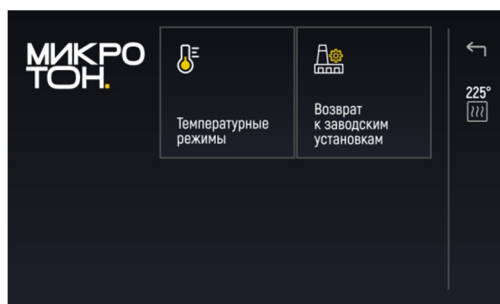 МИКРО
ТОН.
Температурные
режимы
Возврат
к заводским
установкам
225°